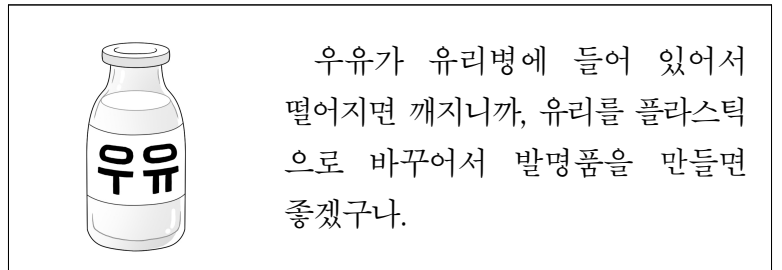 우유
우유가 유리병에 들어 있어서
떨어지면 깨지니까, 유리를 플라스틱
으로 바꾸어서 발명품을 만들면
좋겠구나.